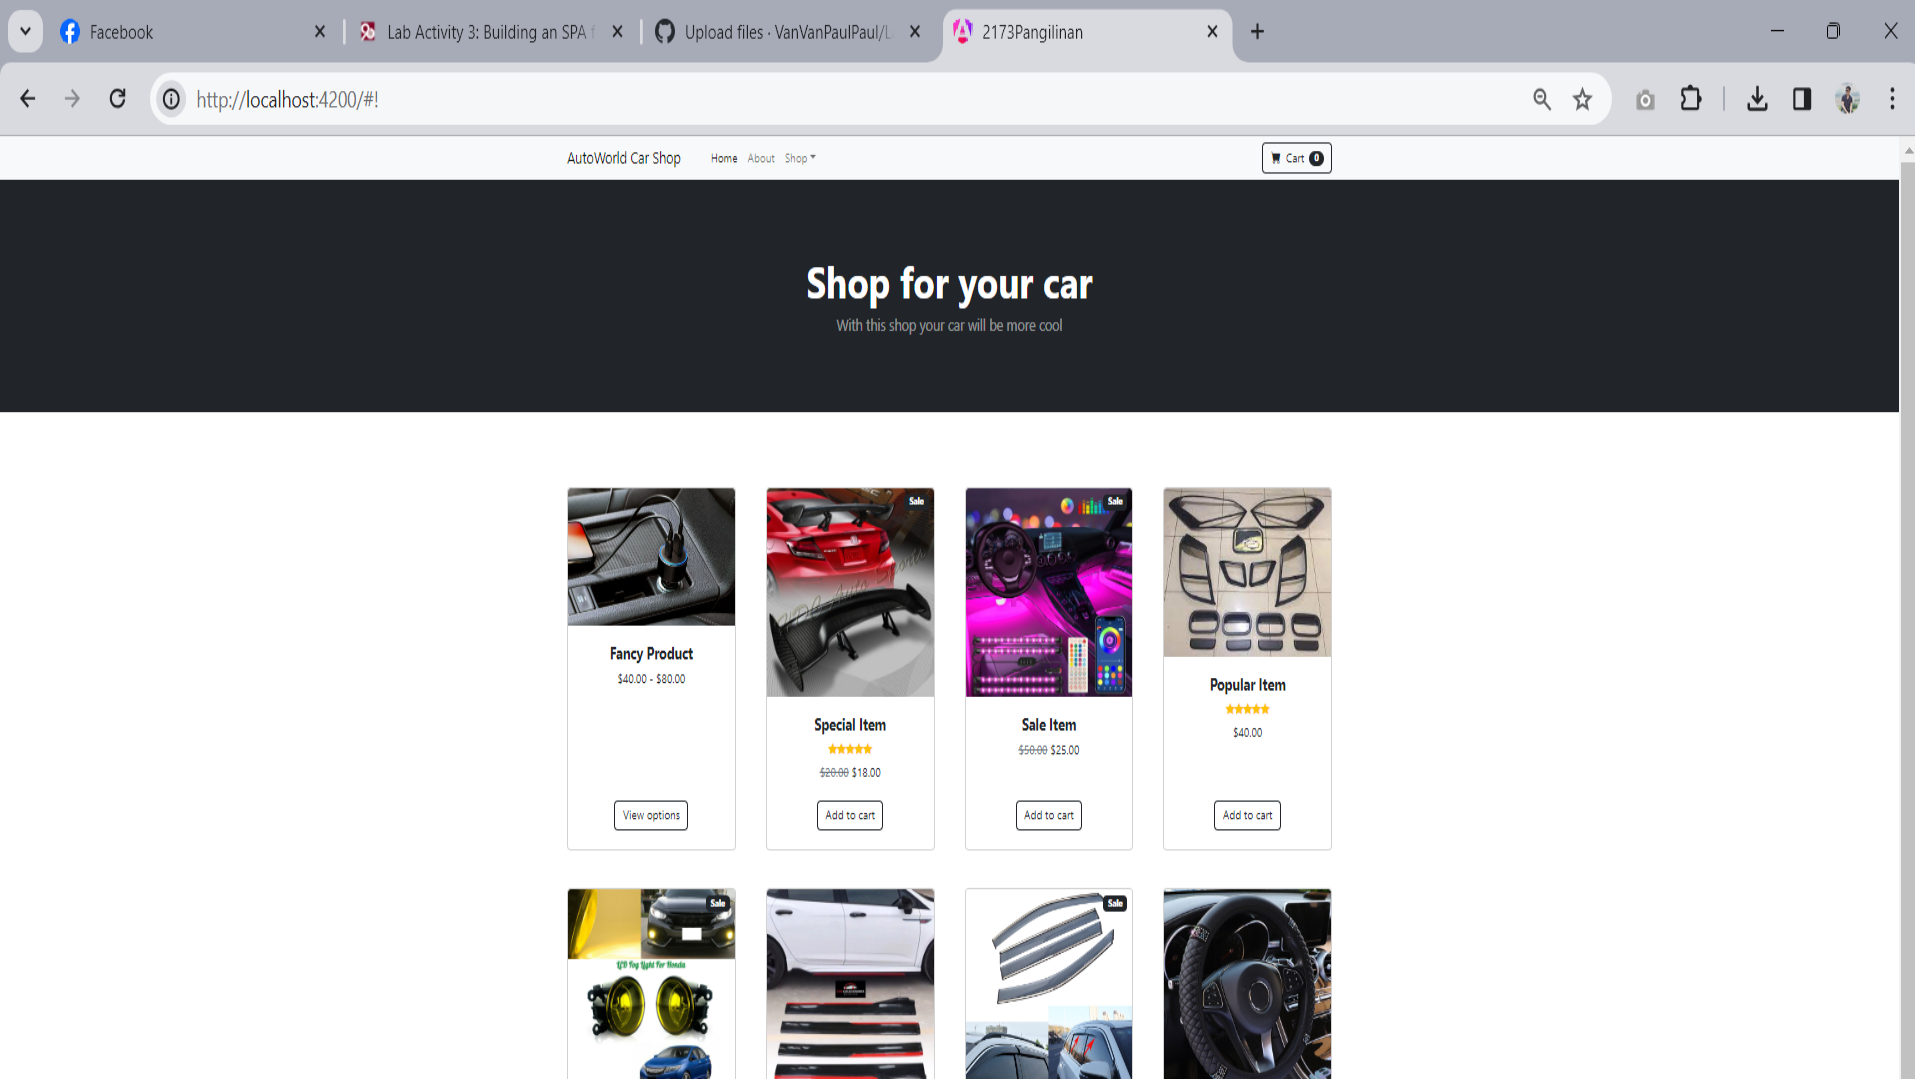 Facebook
Lab Activity 3: Building an SPA f
Upload files · VanVanPaulPaul/L
2173Pangilinan
http://localhost:4200/#!
AutoWorld Car Shop
Home
About
Shop
Cart 0
Shop for your car
With this shop your car will be more cool
Sale
Sale
Fancy Product
$40.00 - $80.00
View options
Special Item
$20.00 $18.00
Add to cart
Sale Item
$50.00 $25.00
Add to cart
Popular Item
$40.00
Add to cart
Sale
LCD Fog Light For Honda
Sale